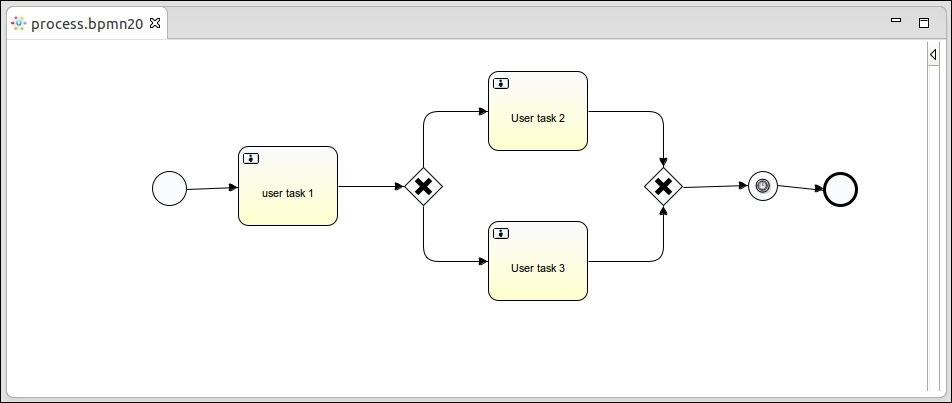 process.bpmn20
User task 2
user task 1
User task 3